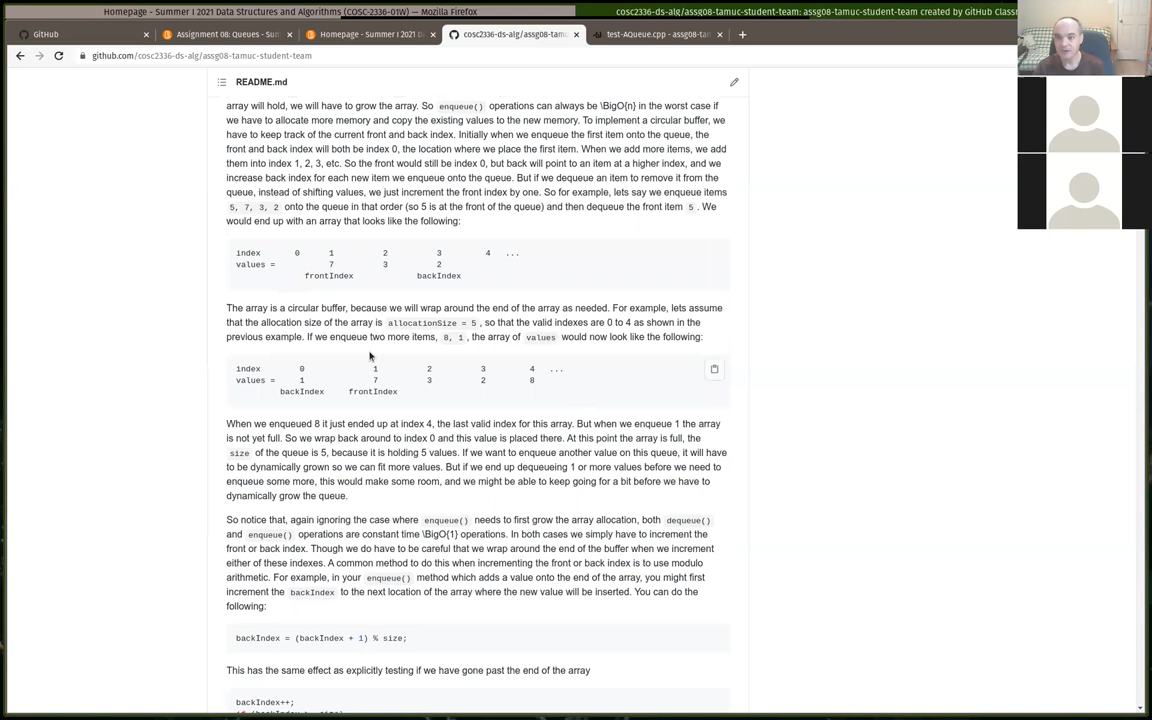 Homepage - Summer I 2021 Data Structures and Algorithms (COSC-2336-01W) — Mozilla Firefox
cosc2336-ds-alg/assg08-tamuc-student-team: assg08-tamuc-student-team created by GitHub Classr
GitHub
Assignment 08: Queues - Sum
Homepage - Summer I 2021 D
cosc2336-ds-alg/assg08-tamu
test-AQueue.cpp - assg08-ta
github.com/cosc2336-ds-alg/assg08-tamuc-student-team
README.md
array will hold, we will have to grow the array. So enqueue() operations can always be \BigO{n} in the worst case if
we have to allocate more memory and copy the existing values to the new memory. To implement a circular buffer, we
have to keep track of the current front and back index. Initially when we enqueue the first item onto the queue, the
front and back index will both be index 0, the location where we place the first item. When we add more items, we add
them into index 1, 2, 3, etc. So the front would still be index 0, but back will point to an item at a higher index, and we
increase back index for each new item we enqueue onto the queue. But if we dequeue an item to remove it from the
queue, instead of shifting values, we just increment the front index by one. So for example, lets say we enqueue items
5, 7, 3, 2 onto the queue in that order (so 5 is at the front of the queue) and then dequeue the front item 5 . We
would end up with an array that looks like the following:
index 0 1 2 3 4 ...
values = 7 3 2
frontIndex backIndex
The array is a circular buffer, because we will wrap around the end of the array as needed. For example, lets assume
that the allocation size of the array is allocationSize = 5 , so that the valid indexes are 0 to 4 as shown in the
previous example. If we enqueue two more items, 8, 1 , the array of values would now look like the following:
index 0 1 2 3 4 ...
values = 1 7 3 2 8
backIndex frontIndex
When we enqueued 8 it just ended up at index 4, the last valid index for this array. But when we enqueue 1 the array
is not yet full. So we wrap back around to index 0 and this value is placed there. At this point the array is full, the
size of the queue is 5, because it is holding 5 values. If we want to enqueue another value on this queue, it will have
to be dynamically grown so we can fit more values. But if we end up dequeueing 1 or more values before we need to
enqueue some more, this would make some room, and we might be able to keep going for a bit before we have to
dynamically grow the queue.
So notice that, again ignoring the case where enqueue() needs to first grow the array allocation, both dequeue()
and enqueue() operations are constant time \BigO{1} operations. In both cases we simply have to increment the
front or back index. Though we do have to be careful that we wrap around the end of the buffer when we increment
either of these indexes. A common method to do this when incrementing the front or back index is to use modulo
arithmetic. For example, in your enqueue() method which adds a value onto the end of the array, you might first
increment the backIndex to the next location of the array where the new value will be inserted. You can do the
following:
backIndex = (backIndex + 1) % size;
This has the same effect as explicitly testing if we have gone past the end of the array
backIndex++;